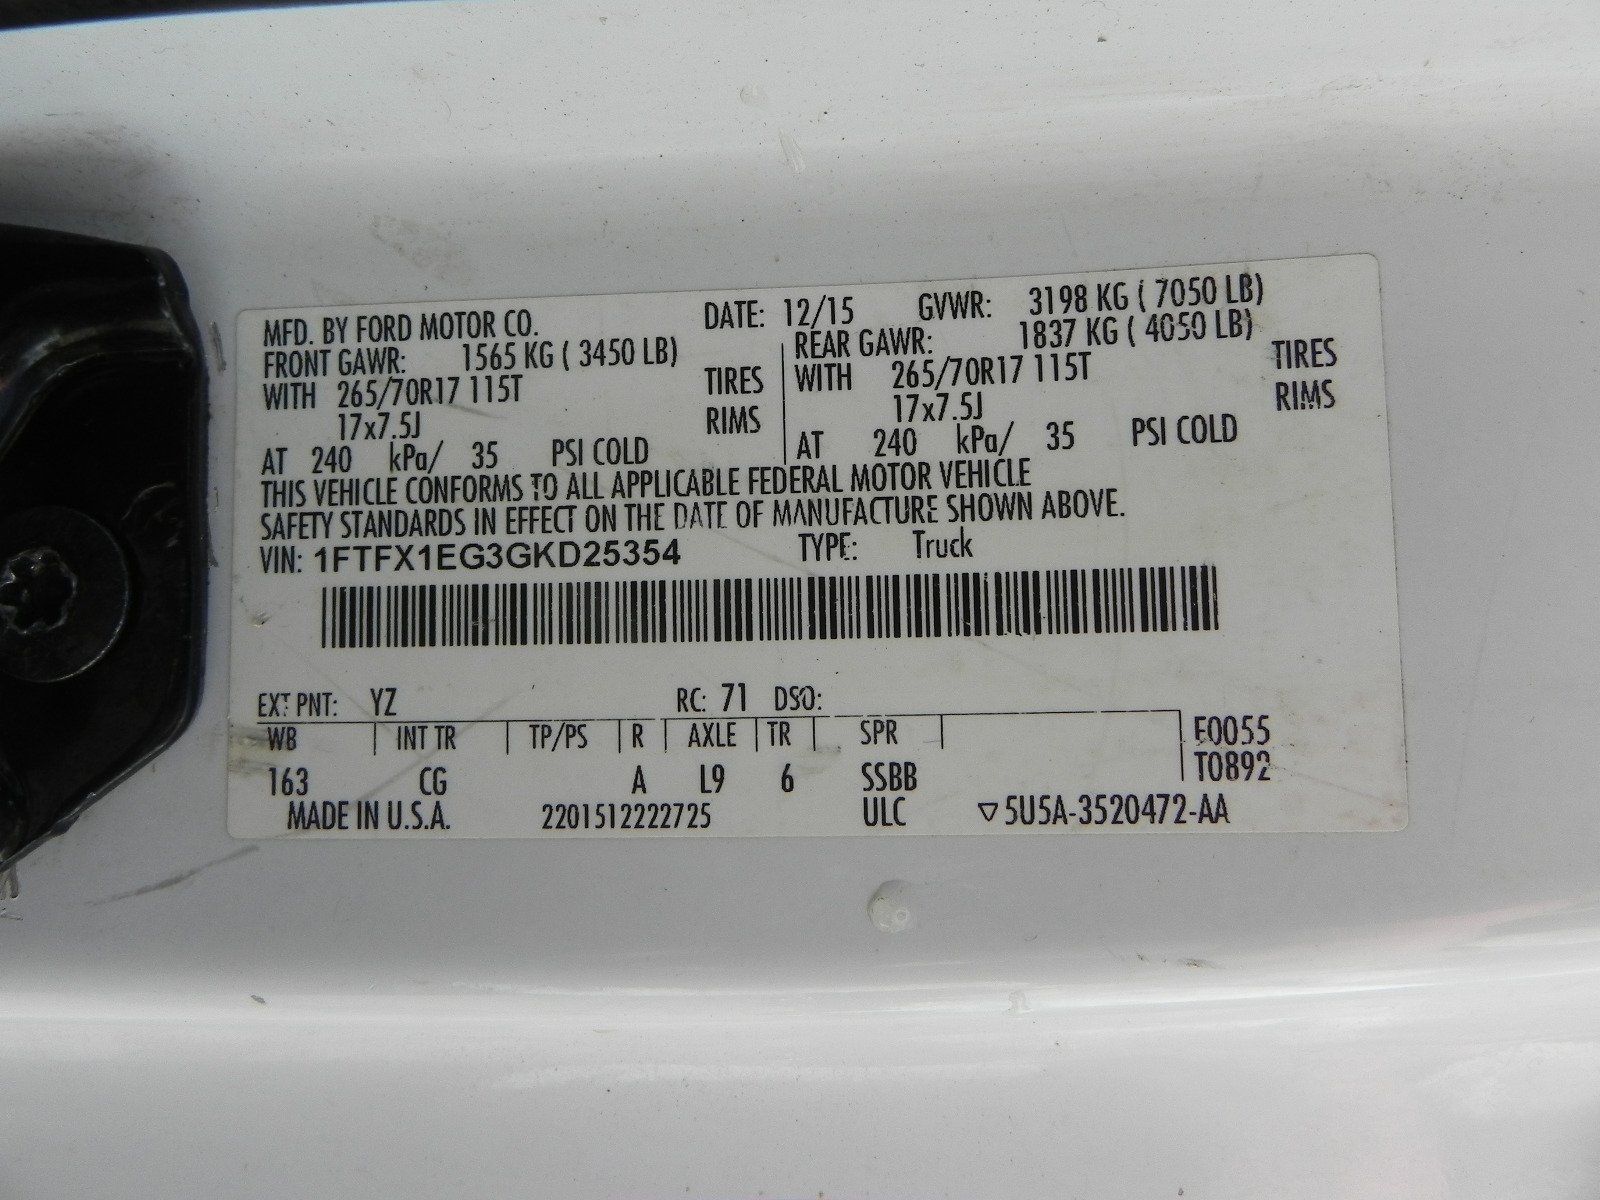 MFD. BY FORD MOTOR CO. DATE: 12/15 GVWR: 3198 KG ( 7050 LB)
FRONT GAWR: 1565 KG ( 3450 LB) REAR GAWR: 1837 KG ( 4050 LB)
WITH 265/70R17 115T TIRES WITH 265/70R17 115T TIRES
17x7.5J RIMS 17x7.5J RIMS
AT 240 kPa/ 35 PSI COLD AT 240 kPa/ 35 PSI COLD
THIS VEHICLE CONFORMS TO ALL APPLICABLE FEDERAL MOTOR VEHICLE
SAFETY STANDARDS IN EFFECT ON THE DATE OF MANUFACTURE SHOWN ABOVE.
VIN: 1FTFX1EG3GKD25354 TYPE: Truck
EXT PNT: YZ RC: 71 DSO:
WB INT TR TP/PS R AXLE TR SPR E0055
163 CG A L9 6 SSBB T0892
MADE IN U.S.A. 2201512222725 ULC ▽5U5A-3520472-AA